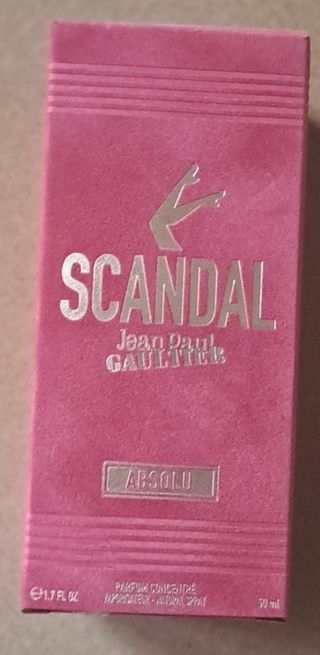 SCANDAL
Jean Paul
GAULTIER
ABSOLU
PARFUM CONCENTRÉ
℮1.7 FL OZ VAPORISATEUR - NATURAL SPRAY 50 ml